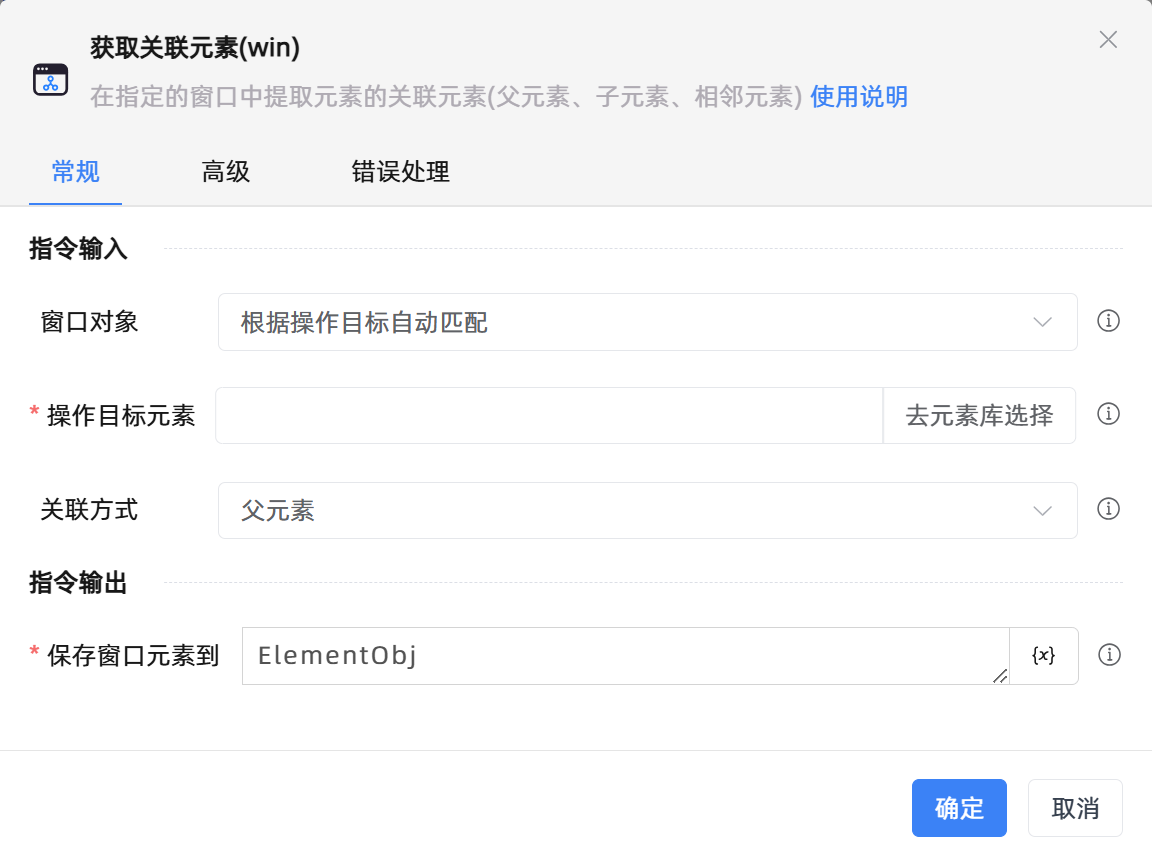 获取关联元素(win)
在指定的窗口中提取元素的关联元素(父元素、子元素、相邻元素) 使用说明
常规 高级 错误处理
指令输入
窗口对象 根据操作目标自动匹配
* 操作目标元素 去元素库选择
关联方式 父元素
指令输出
* 保存窗口元素到 ElementObj {x}
确定 取消